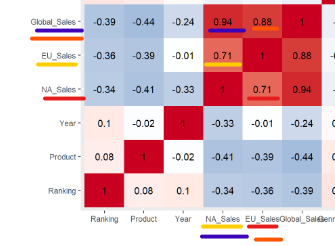 Global_Sales -0.39 -0.44 -0.24 0.94 0.88 1
EU_Sales -0.36 -0.39 -0.01 0.71 1 0.88
NA_Sales -0.34 -0.41 -0.33 1 0.71 0.94
Year 0.1 -0.02 1 -0.33 -0.01 -0.24
Product 0.08 1 -0.02 -0.41 -0.39 -0.44
Ranking 1 0.08 0.1 -0.34 -0.36 -0.39
Ranking Product Year NA_Sales EU_Sales Global_Sales